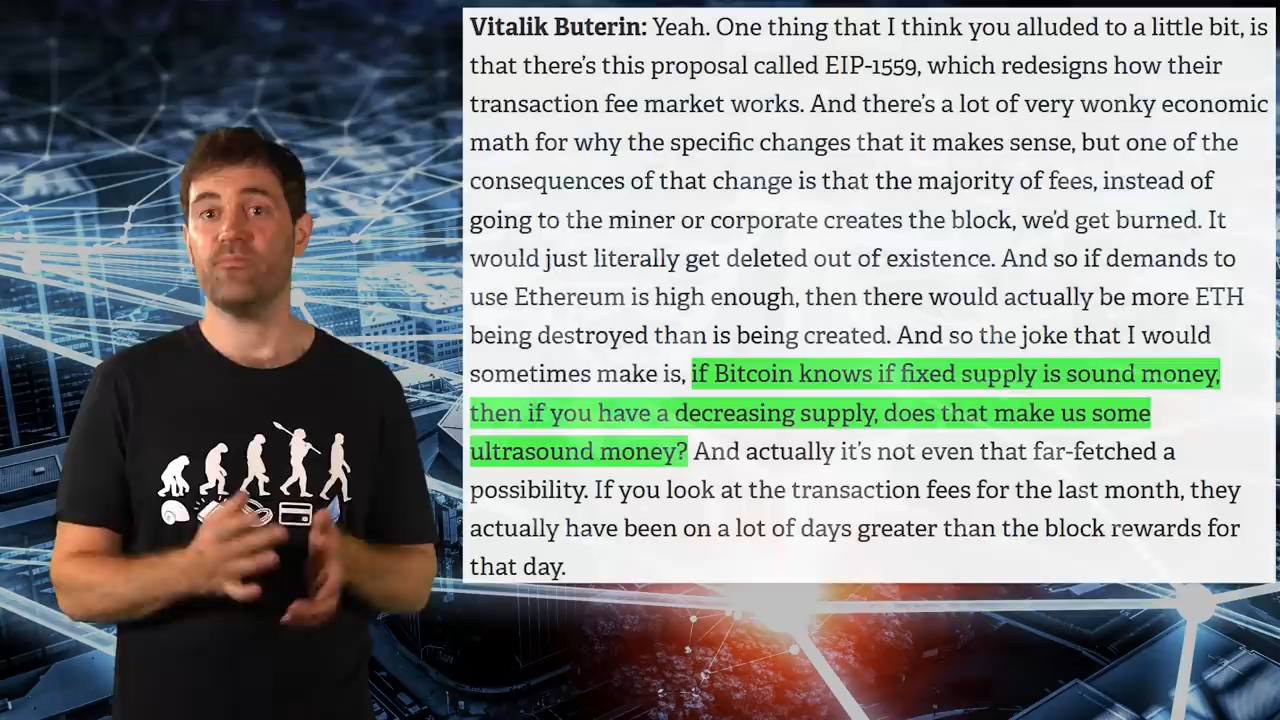 Vitalik Buterin: Yeah. One thing that I think you alluded to a little bit, is
that there's this proposal called EIP-1559, which redesigns how their
transaction fee market works. And there's a lot of very wonky economic
math for why the specific changes that it makes sense, but one of the
consequences of that change is that the majority of fees, instead of
going to the miner or corporate creates the block, we'd get burned. It
would just literally get deleted out of existence. And so if demands to
use Ethereum is high enough, then there would actually be more ETH
being destroyed than is being created. And so the joke that I would
sometimes make is, if Bitcoin knows if fixed supply is sound money,
then if you have a decreasing supply, does that make us some
ultrasound money? And actually it's not even that far-fetched a
possibility. If you look at the transaction fees for the last month, they
actually have been on a lot of days greater than the block rewards for
that day.